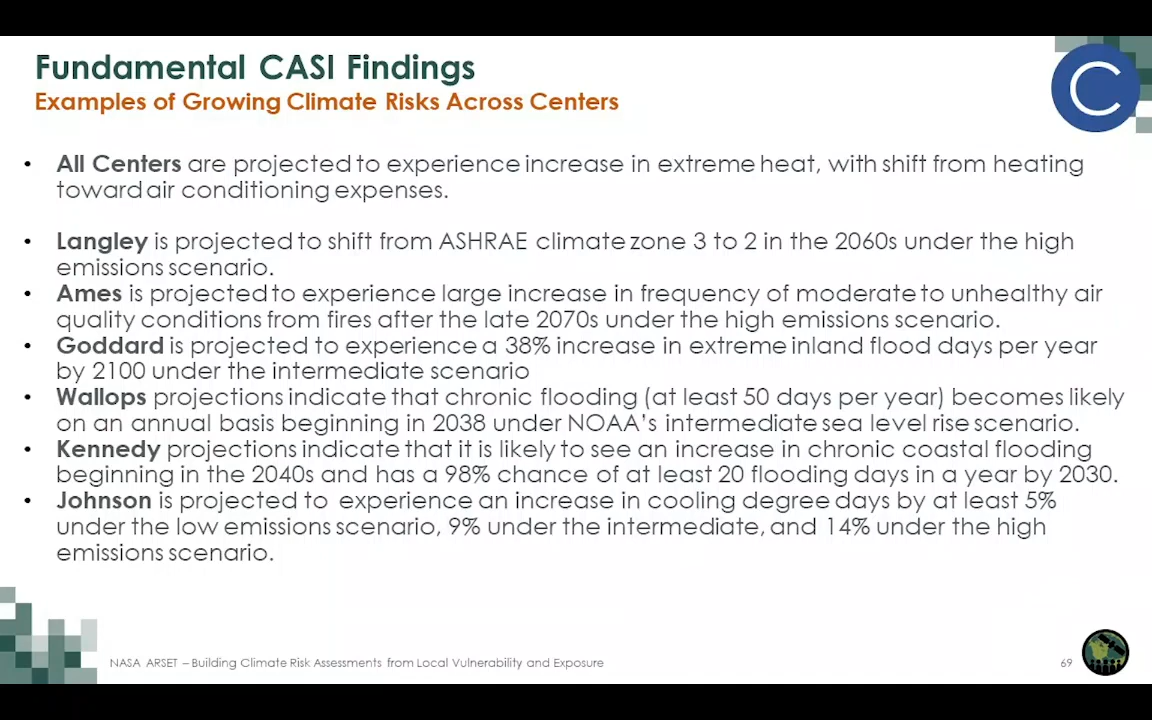 Fundamental CASI Findings
Examples of Growing Climate Risks Across Centers
C
• All Centers are projected to experience increase in extreme heat, with shift from heating
toward air conditioning expenses.
• Langley is projected to shift from ASHRAE climate zone 3 to 2 in the 2060s under the high
emissions scenario.
• Ames is projected to experience large increase in frequency of moderate to unhealthy air
quality conditions from fires after the late 2070s under the high emissions scenario.
• Goddard is projected to experience a 38% increase in extreme inland flood days per year
by 2100 under the intermediate scenario
• Wallops projections indicate that chronic flooding (at least 50 days per year) becomes likely
on an annual basis beginning in 2038 under NOAA's intermediate sea level rise scenario.
• Kennedy projections indicate that it is likely to see an increase in chronic coastal flooding
beginning in the 2040s and has a 98% chance of at least 20 flooding days in a year by 2030.
• Johnson is projected to experience an increase in cooling degree days by at least 5%
under the low emissions scenario, 9% under the intermediate, and 14% under the high
emissions scenario.
NASA ARSET – Building Climate Risk Assessments from Local Vulnerability and Exposure
69